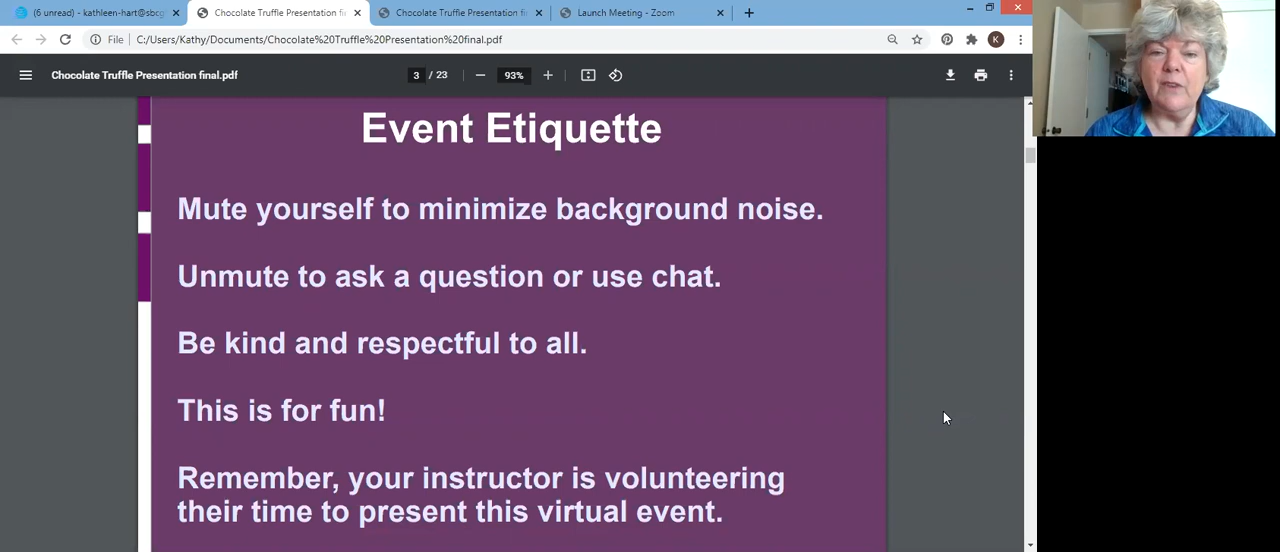 (6 unread) - kathleen-hart@sbcg
Chocolate Truffle Presentation fin
Chocolate Truffle Presentation fi
Launch Meeting - Zoom
File
C:/Users/Kathy/Documents/Chocolate%20Truffle%20Presentation%20final.pdf
K
Chocolate Truffle Presentation final.pdf
3 / 23
93%
Event Etiquette
Mute yourself to minimize background noise.
Unmute to ask a question or use chat.
Be kind and respectful to all.
This is for fun!
Remember, your instructor is volunteering
their time to present this virtual event.